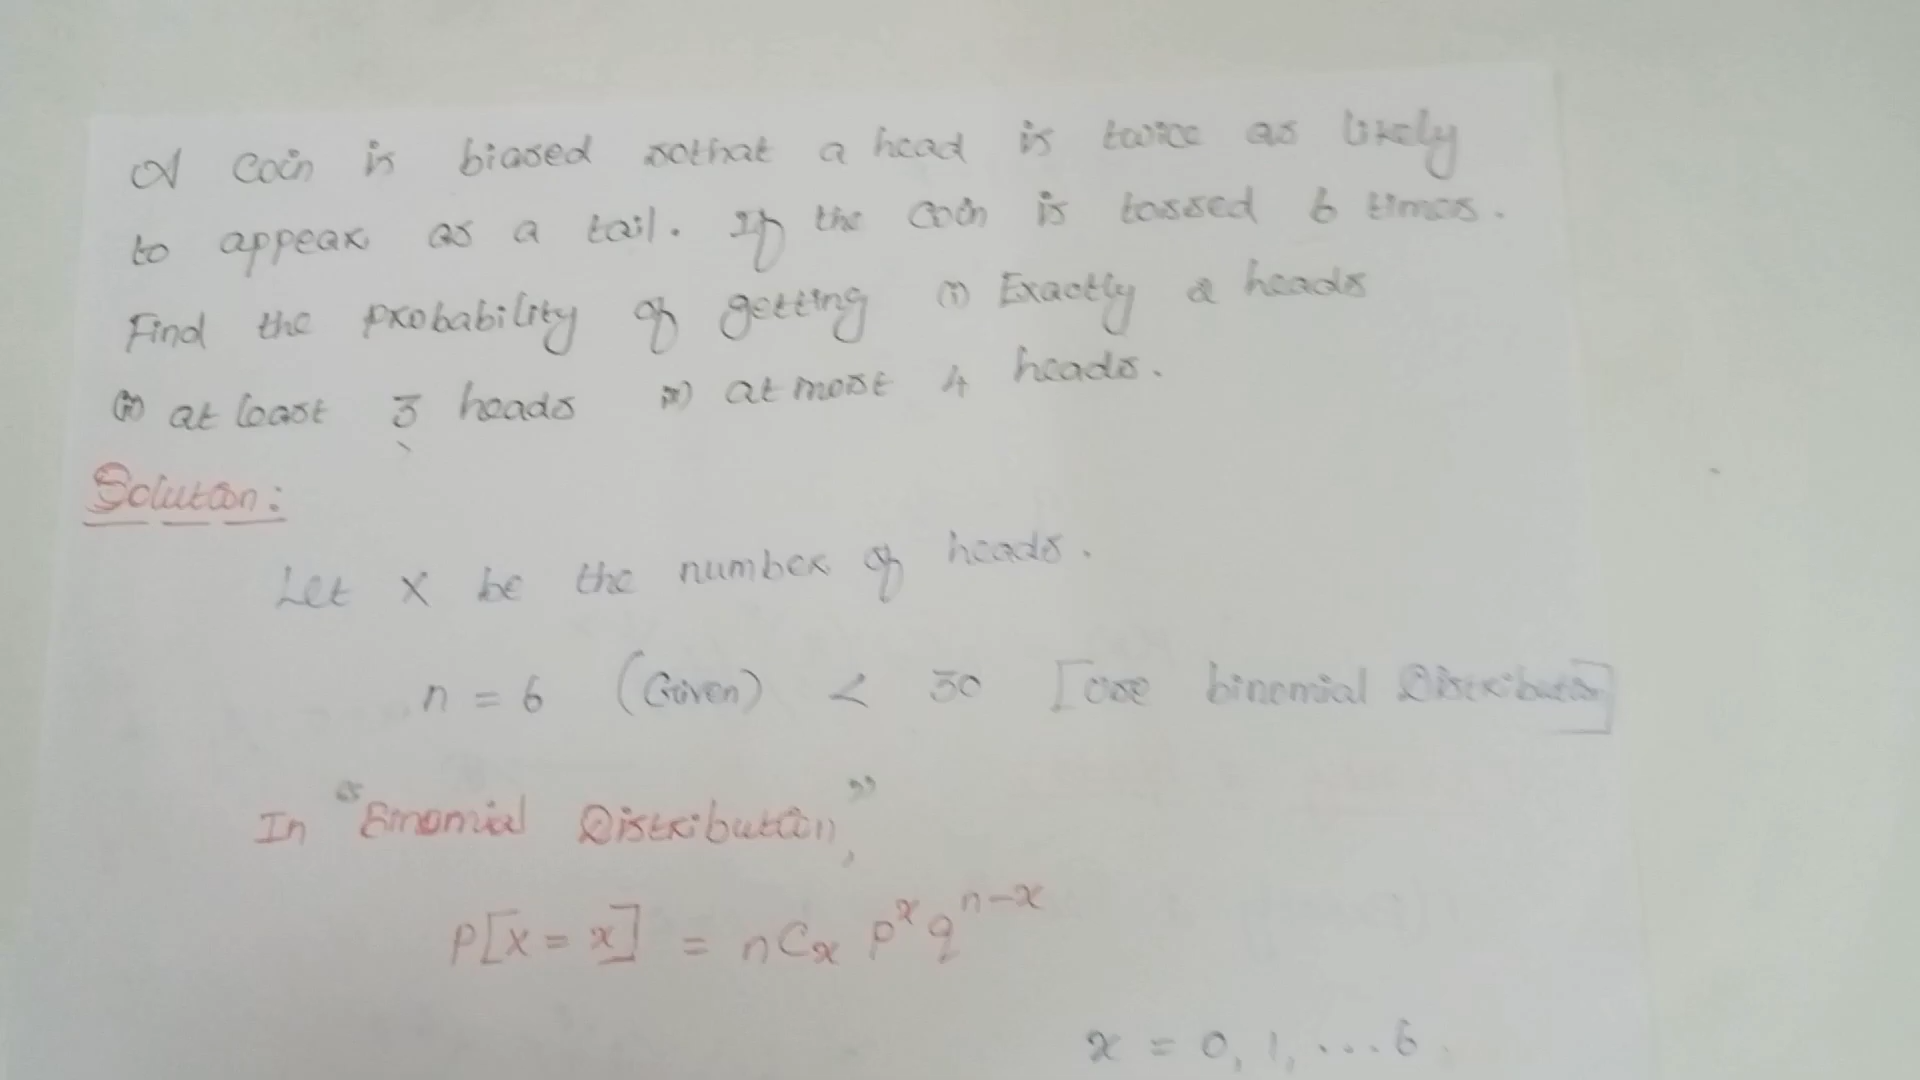 A coin is biased so that a head is twice as likely
to appear as a tail. If the coin is tossed 6 times.
Find the probability of getting (i) Exactly 2 heads
(ii) at least 3 heads iii) at most 4 heads.
Solution:
Let X be the number of heads.
n = 6 (Given) < 30 [use binomial Distribution]
In "Binomial Distribution,"
P[X = x] = nCx p^x q^n-x
x = 0, 1, ... 6.